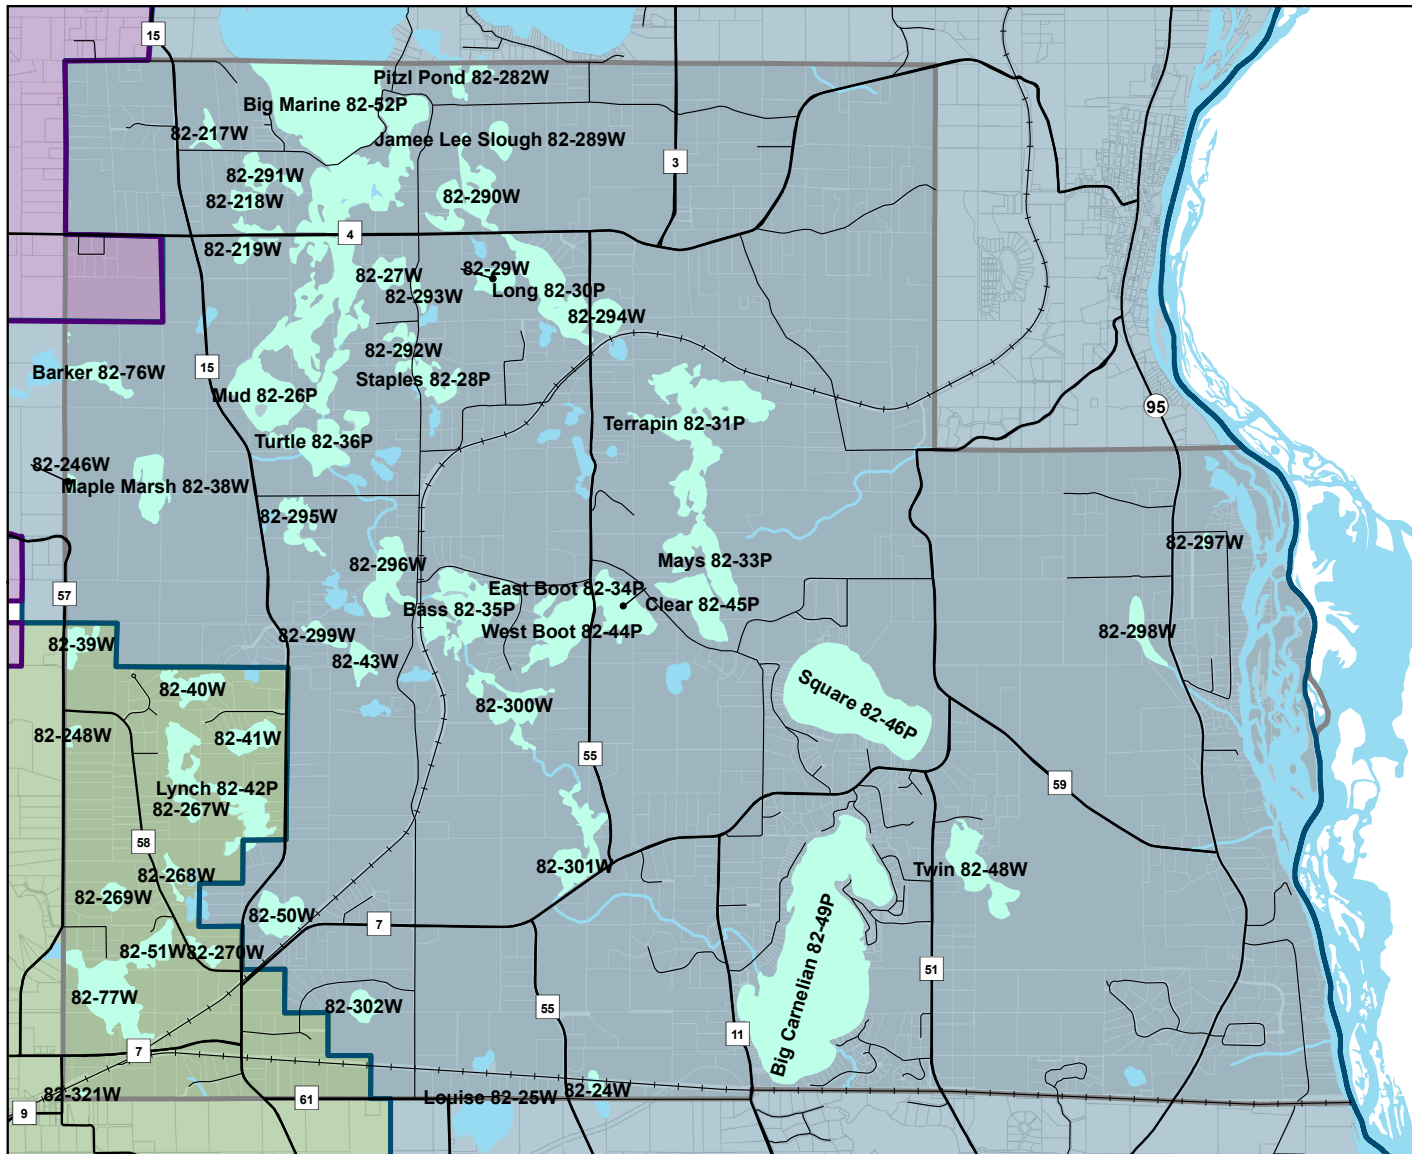 15
Pitzl Pond 82-282W
Big Marine 82-52P
82-217W
Jamee Lee Slough 82-289W
3
82-291W
82-218W
82-290W
4
82-219W
82-27W
82-29W
Long 82-30P
82-293W
82-294W
82-292W
15
Barker 82-76W
Staples 82-28P
Mud 82-26P
95
Terrapin 82-31P
Turtle 82-36P
82-246W
Maple Marsh 82-38W
82-295W
82-297W
82-296W
Mays 82-33P
East Boot 82-34P
57
Clear 82-45P
Bass 82-35P
West Boot 82-44P
82-298W
82-299W
82-39W
82-43W
82-40W
Square 82-46P
82-300W
82-248W
82-41W
55
59
Lynch 82-42P
82-267W
58
82-301W
Twin 82-48W
82-268W
82-269W
82-50W
7
Big Carnelian 82-49P
82-51W
82-270W
51
82-77W
82-302W
55
11
7
82-24W
82-321W
61
Louise 82-25W
9